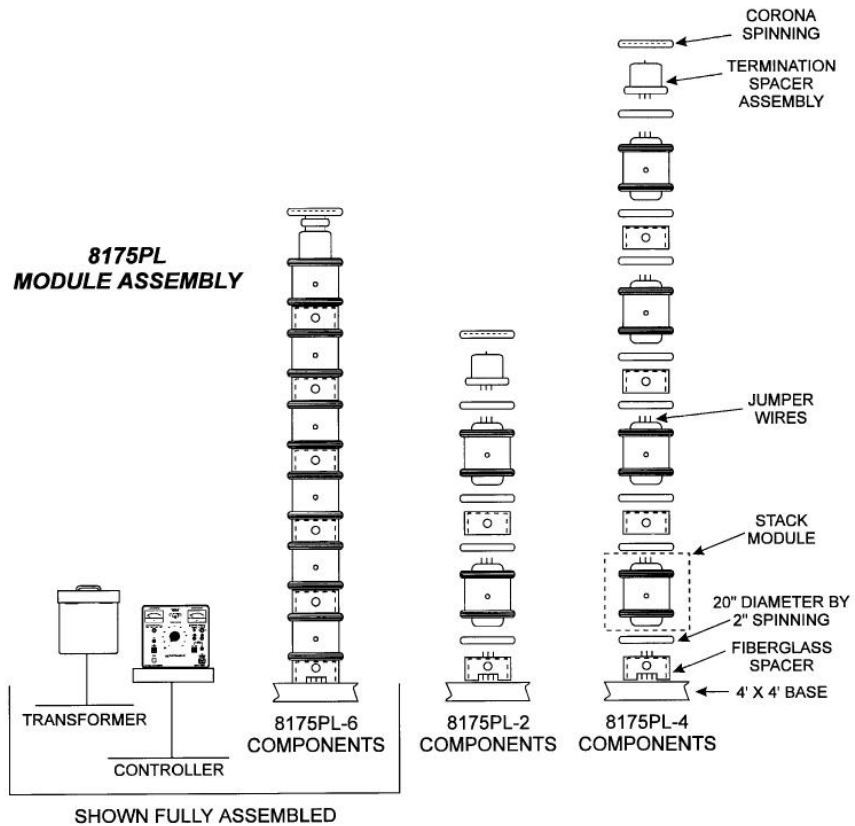 CORONA
SPINNING
TERMINATION
SPACER
ASSEMBLY
8175PL
MODULE ASSEMBLY
JUMPER
WIRES
STACK
MODULE
20" DIAMETER BY
2" SPINNING
FIBERGLASS
SPACER
4' X 4' BASE
TRANSFORMER
CONTROLLER
8175PL-6
COMPONENTS
8175PL-2
COMPONENTS
8175PL-4
COMPONENTS
SHOWN FULLY ASSEMBLED